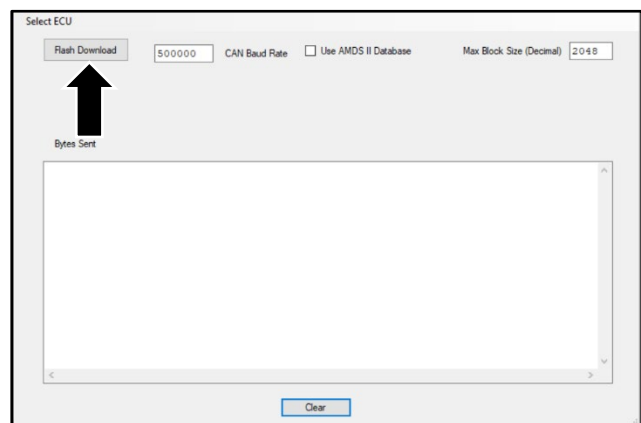 Select ECU
Flash Download 500000 CAN Baud Rate Use AMDS II Database Max Block Size (Decimal) 2048
Bytes Sent
Clear